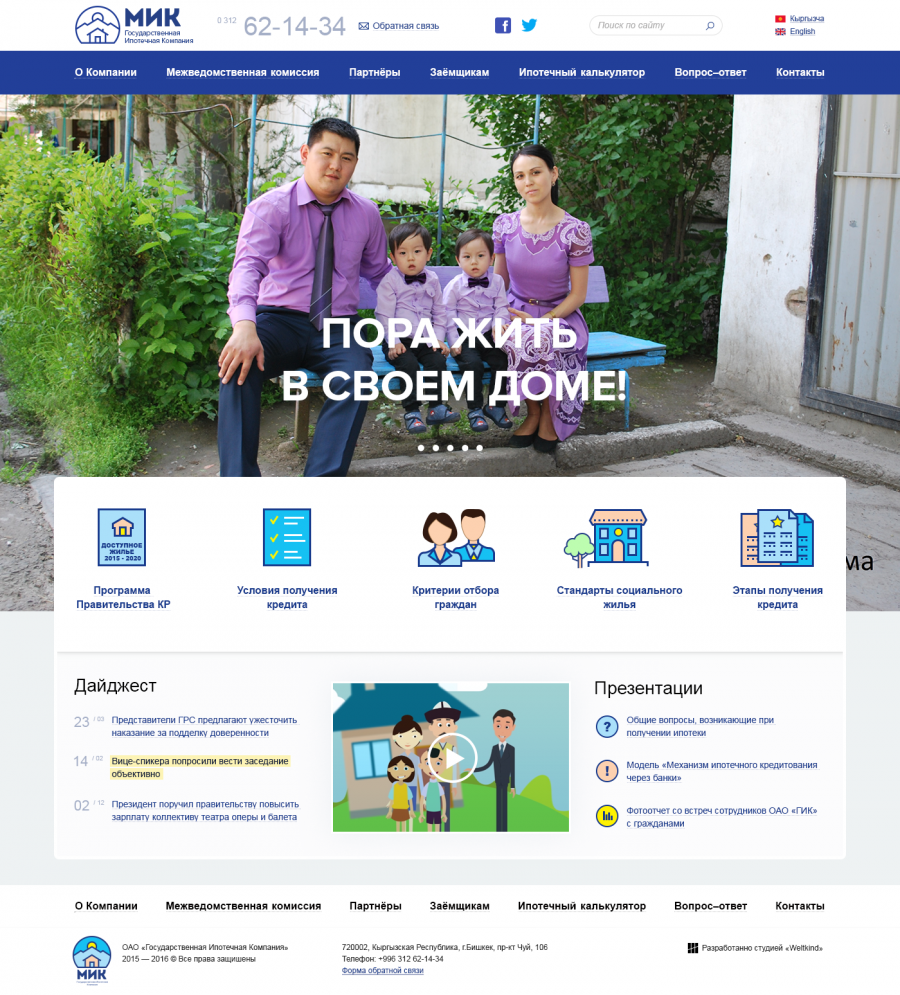 МИК
Государственная
Ипотечная Компания
0 312 62-14-34
Обратная связь
Поиск по сайту
Кыргызча
English
О Компании Межведомственная комиссия Партнёры Заёмщикам Ипотечный калькулятор Вопрос–ответ Контакты
ПОРА ЖИТЬ
В СВОЕМ ДОМЕ!
ДОСТУПНОЕ
ЖИЛЬЕ
2015 - 2020
Программа
Правительства КР
Условия получения
кредита
Критерии отбора
граждан
Стандарты социального
жилья
Этапы получения
кредита
ма
Дайджест
23 / 03 Представители ГРС предлагают ужесточить
наказание за подделку доверенности
14 / 02 Вице-спикера попросили вести заседание
объективно
02 / 12 Президент поручил правительству повысить
зарплату коллективу театра оперы и балета
Презентации
? Общие вопросы, возникающие при
получении ипотеки
! Модель «Механизм ипотечного кредитования
через банки»
Фотоотчет со встреч сотрудников ОАО «ГИК»
с гражданами
О Компании Межведомственная комиссия Партнёры Заёмщикам Ипотечный калькулятор Вопрос–ответ Контакты
МИК
ОАО «Государственная Ипотечная Компания»
2015 — 2016 © Все права защищены
720002, Кыргызская Республика, г.Бишкек, пр-кт Чуй, 106
Телефон: +996 312 62-14-34
Форма обратной связи
Разработанно студией «Weltkind»